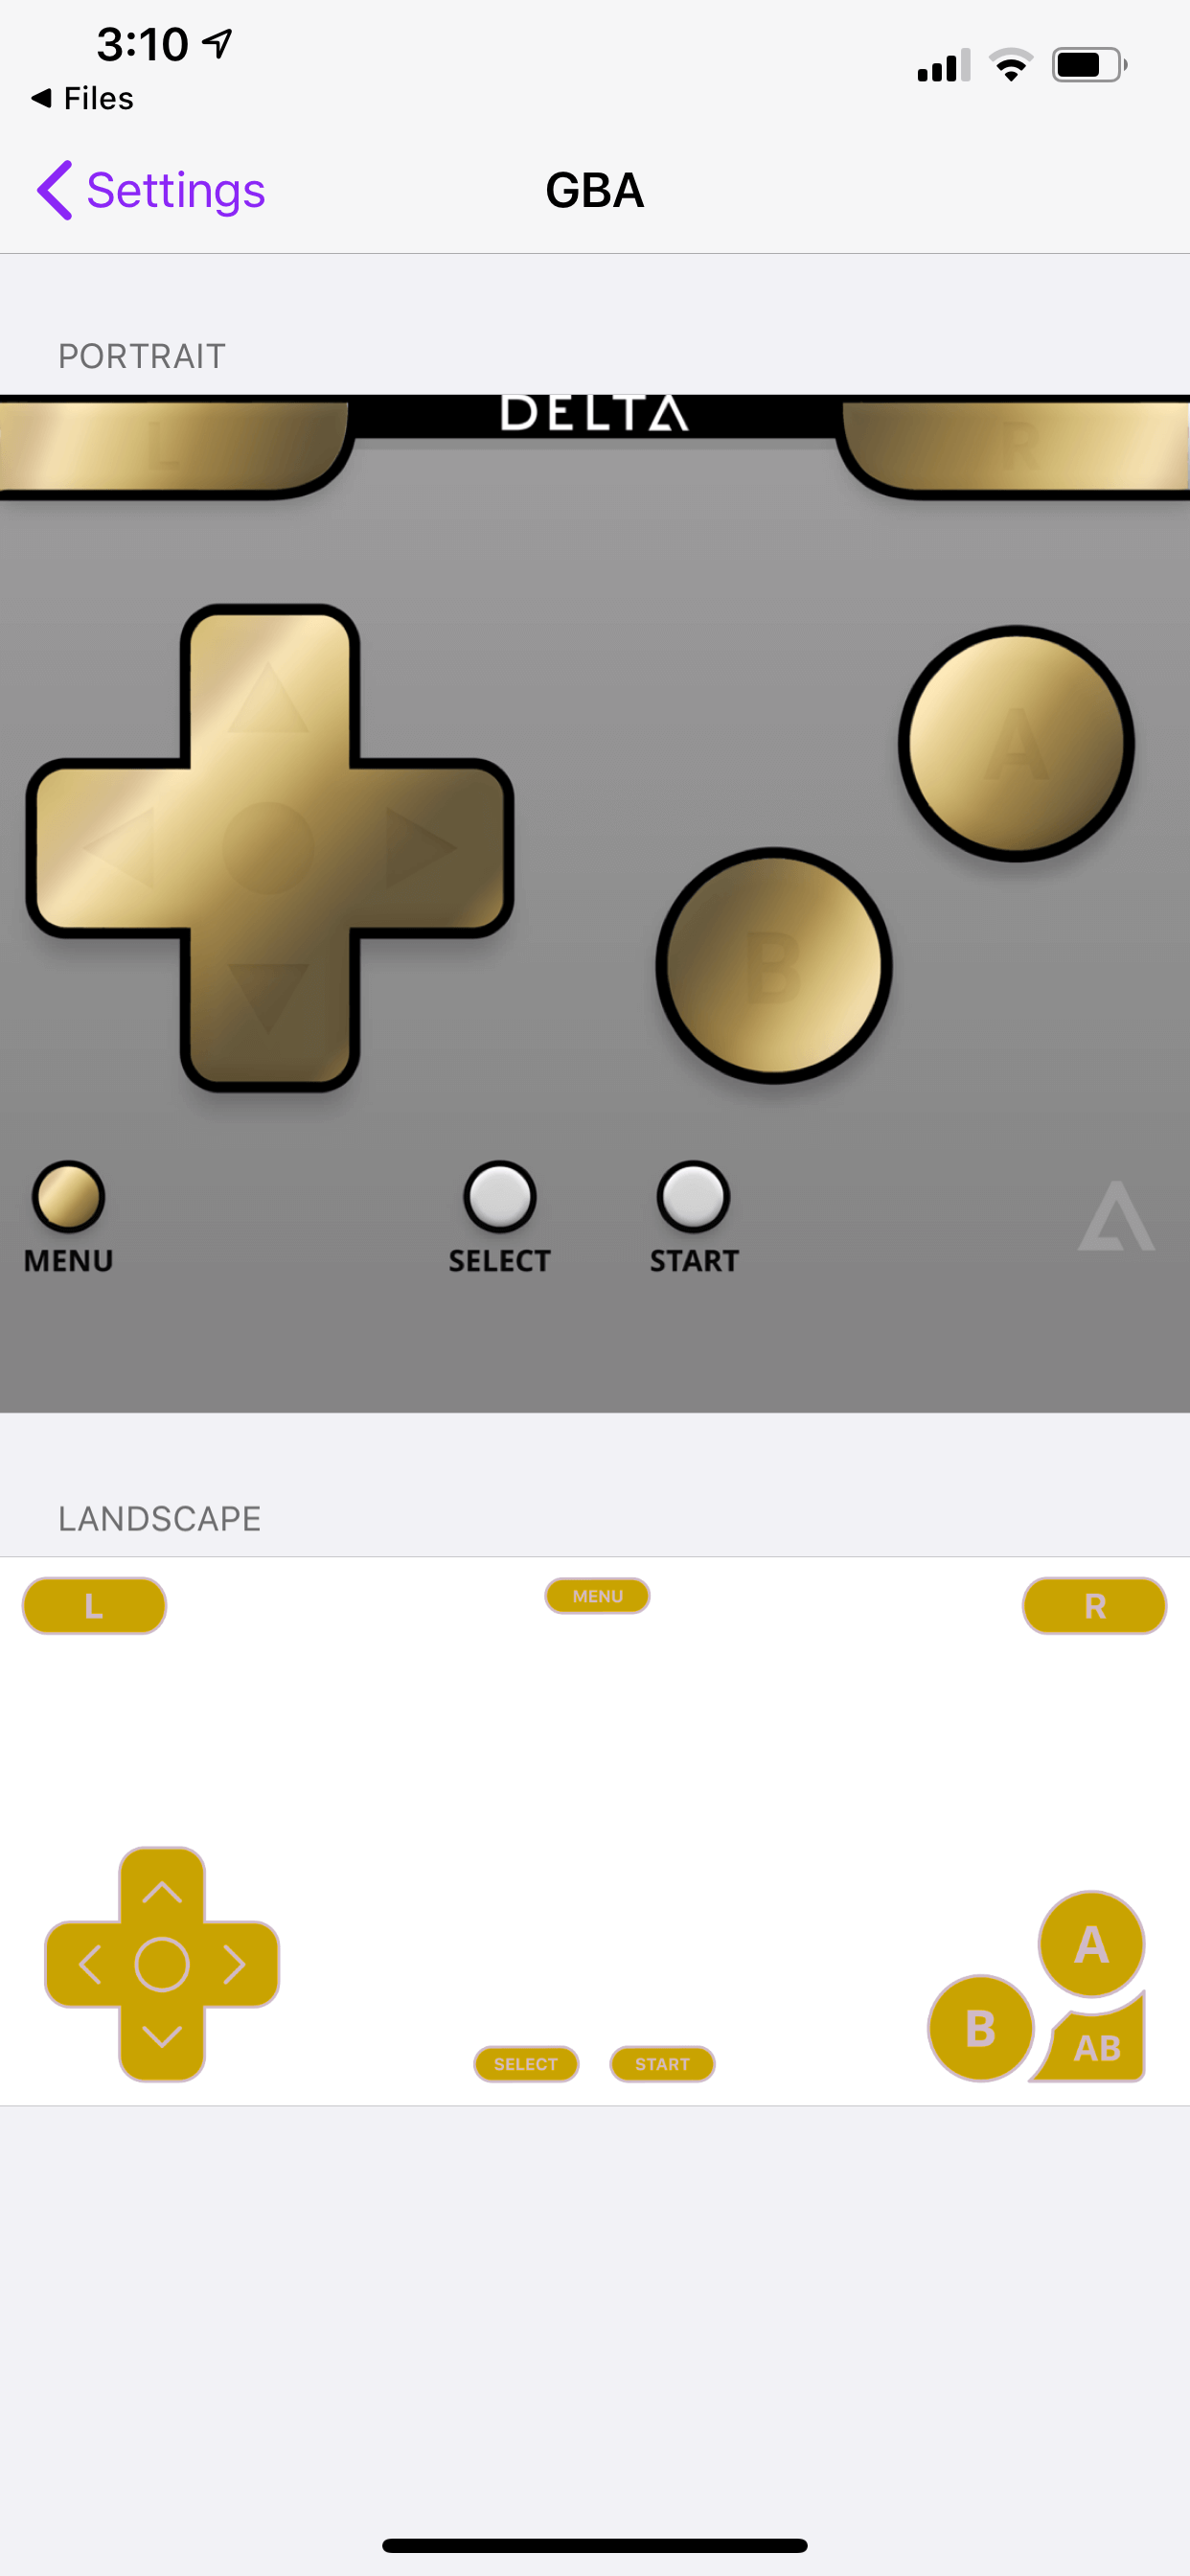 3:10
Files
Settings
GBA
PORTRAIT
DELTA
L
R
A
B
MENU
SELECT
START
LANDSCAPE
L
MENU
R
A
B
AB
SELECT
START